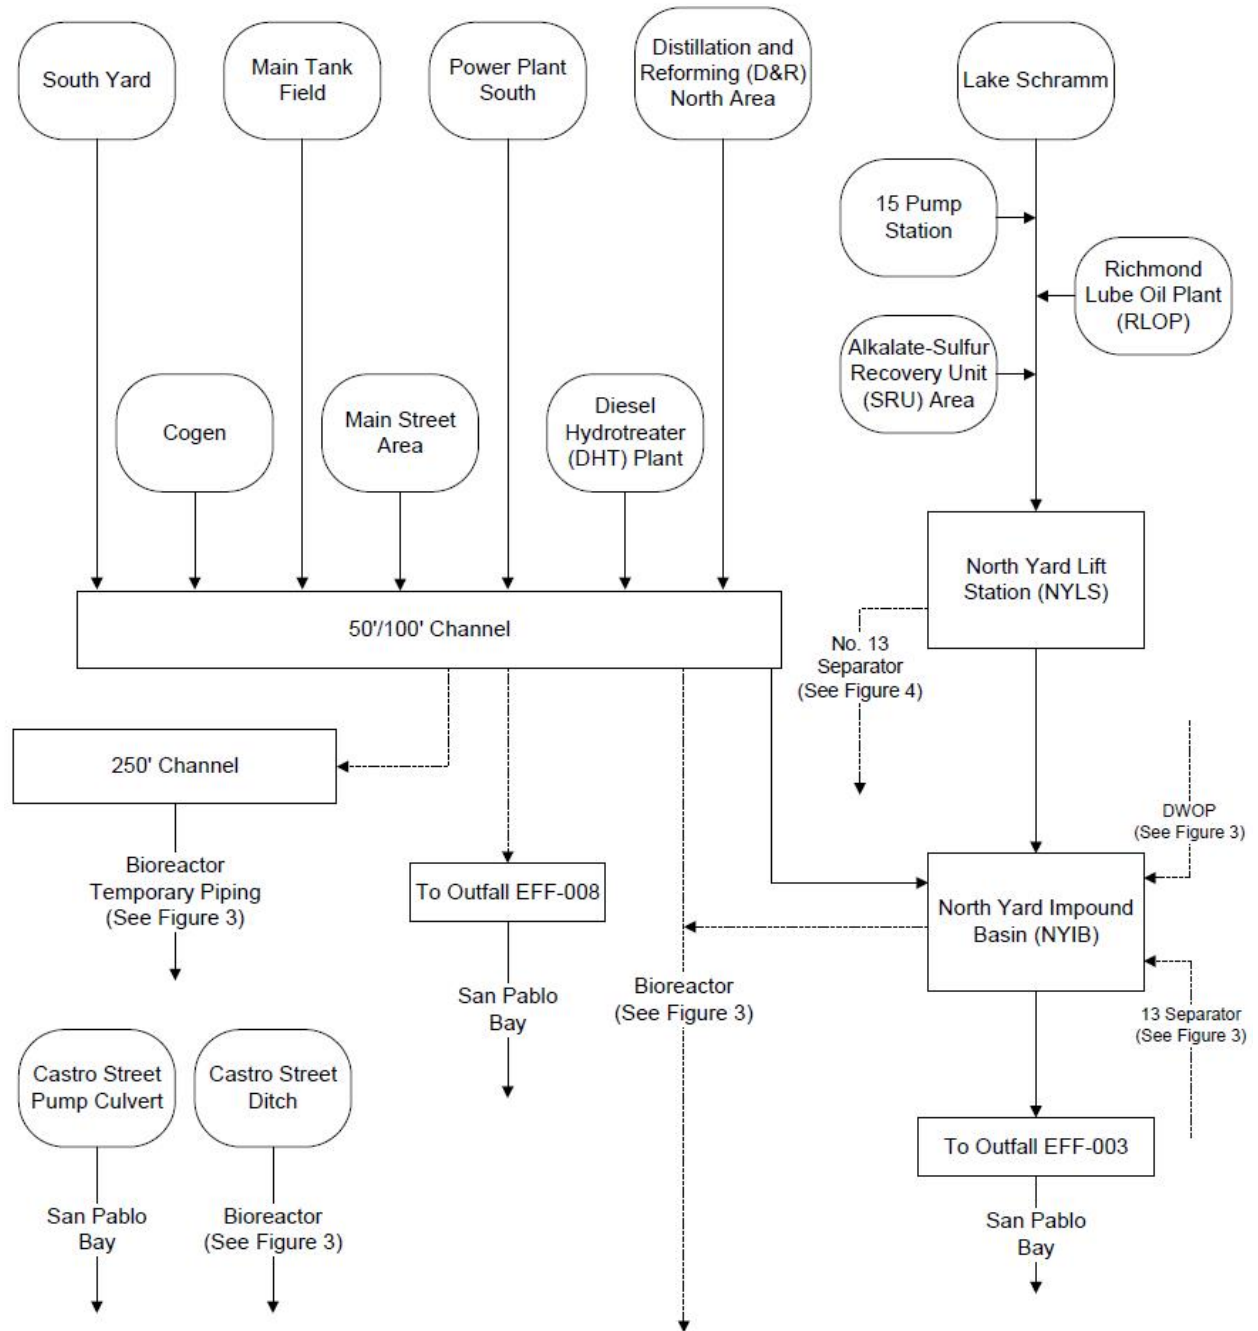 South Yard
Main Tank
Field
Power Plant
South
Distillation and
Reforming (D&R)
North Area
Lake Schramm
15 Pump
Station
Richmond
Lube Oil Plant
(RLOP)
Alkalate-Sulfur
Recovery Unit
(SRU) Area
Cogen
Main Street
Area
Diesel
Hydrotreater
(DHT) Plant
North Yard Lift
Station (NYLS)
50'/100' Channel
No. 13
Separator
(See Figure 4)
250' Channel
DWOP
(See Figure 3)
Bioreactor
Temporary Piping
(See Figure 3)
To Outfall EFF-008
North Yard Impound
Basin (NYIB)
San Pablo
Bay
Bioreactor
(See Figure 3)
13 Separator
(See Figure 3)
Castro Street
Pump Culvert
Castro Street
Ditch
To Outfall EFF-003
San Pablo
Bay
Bioreactor
(See Figure 3)
San Pablo
Bay